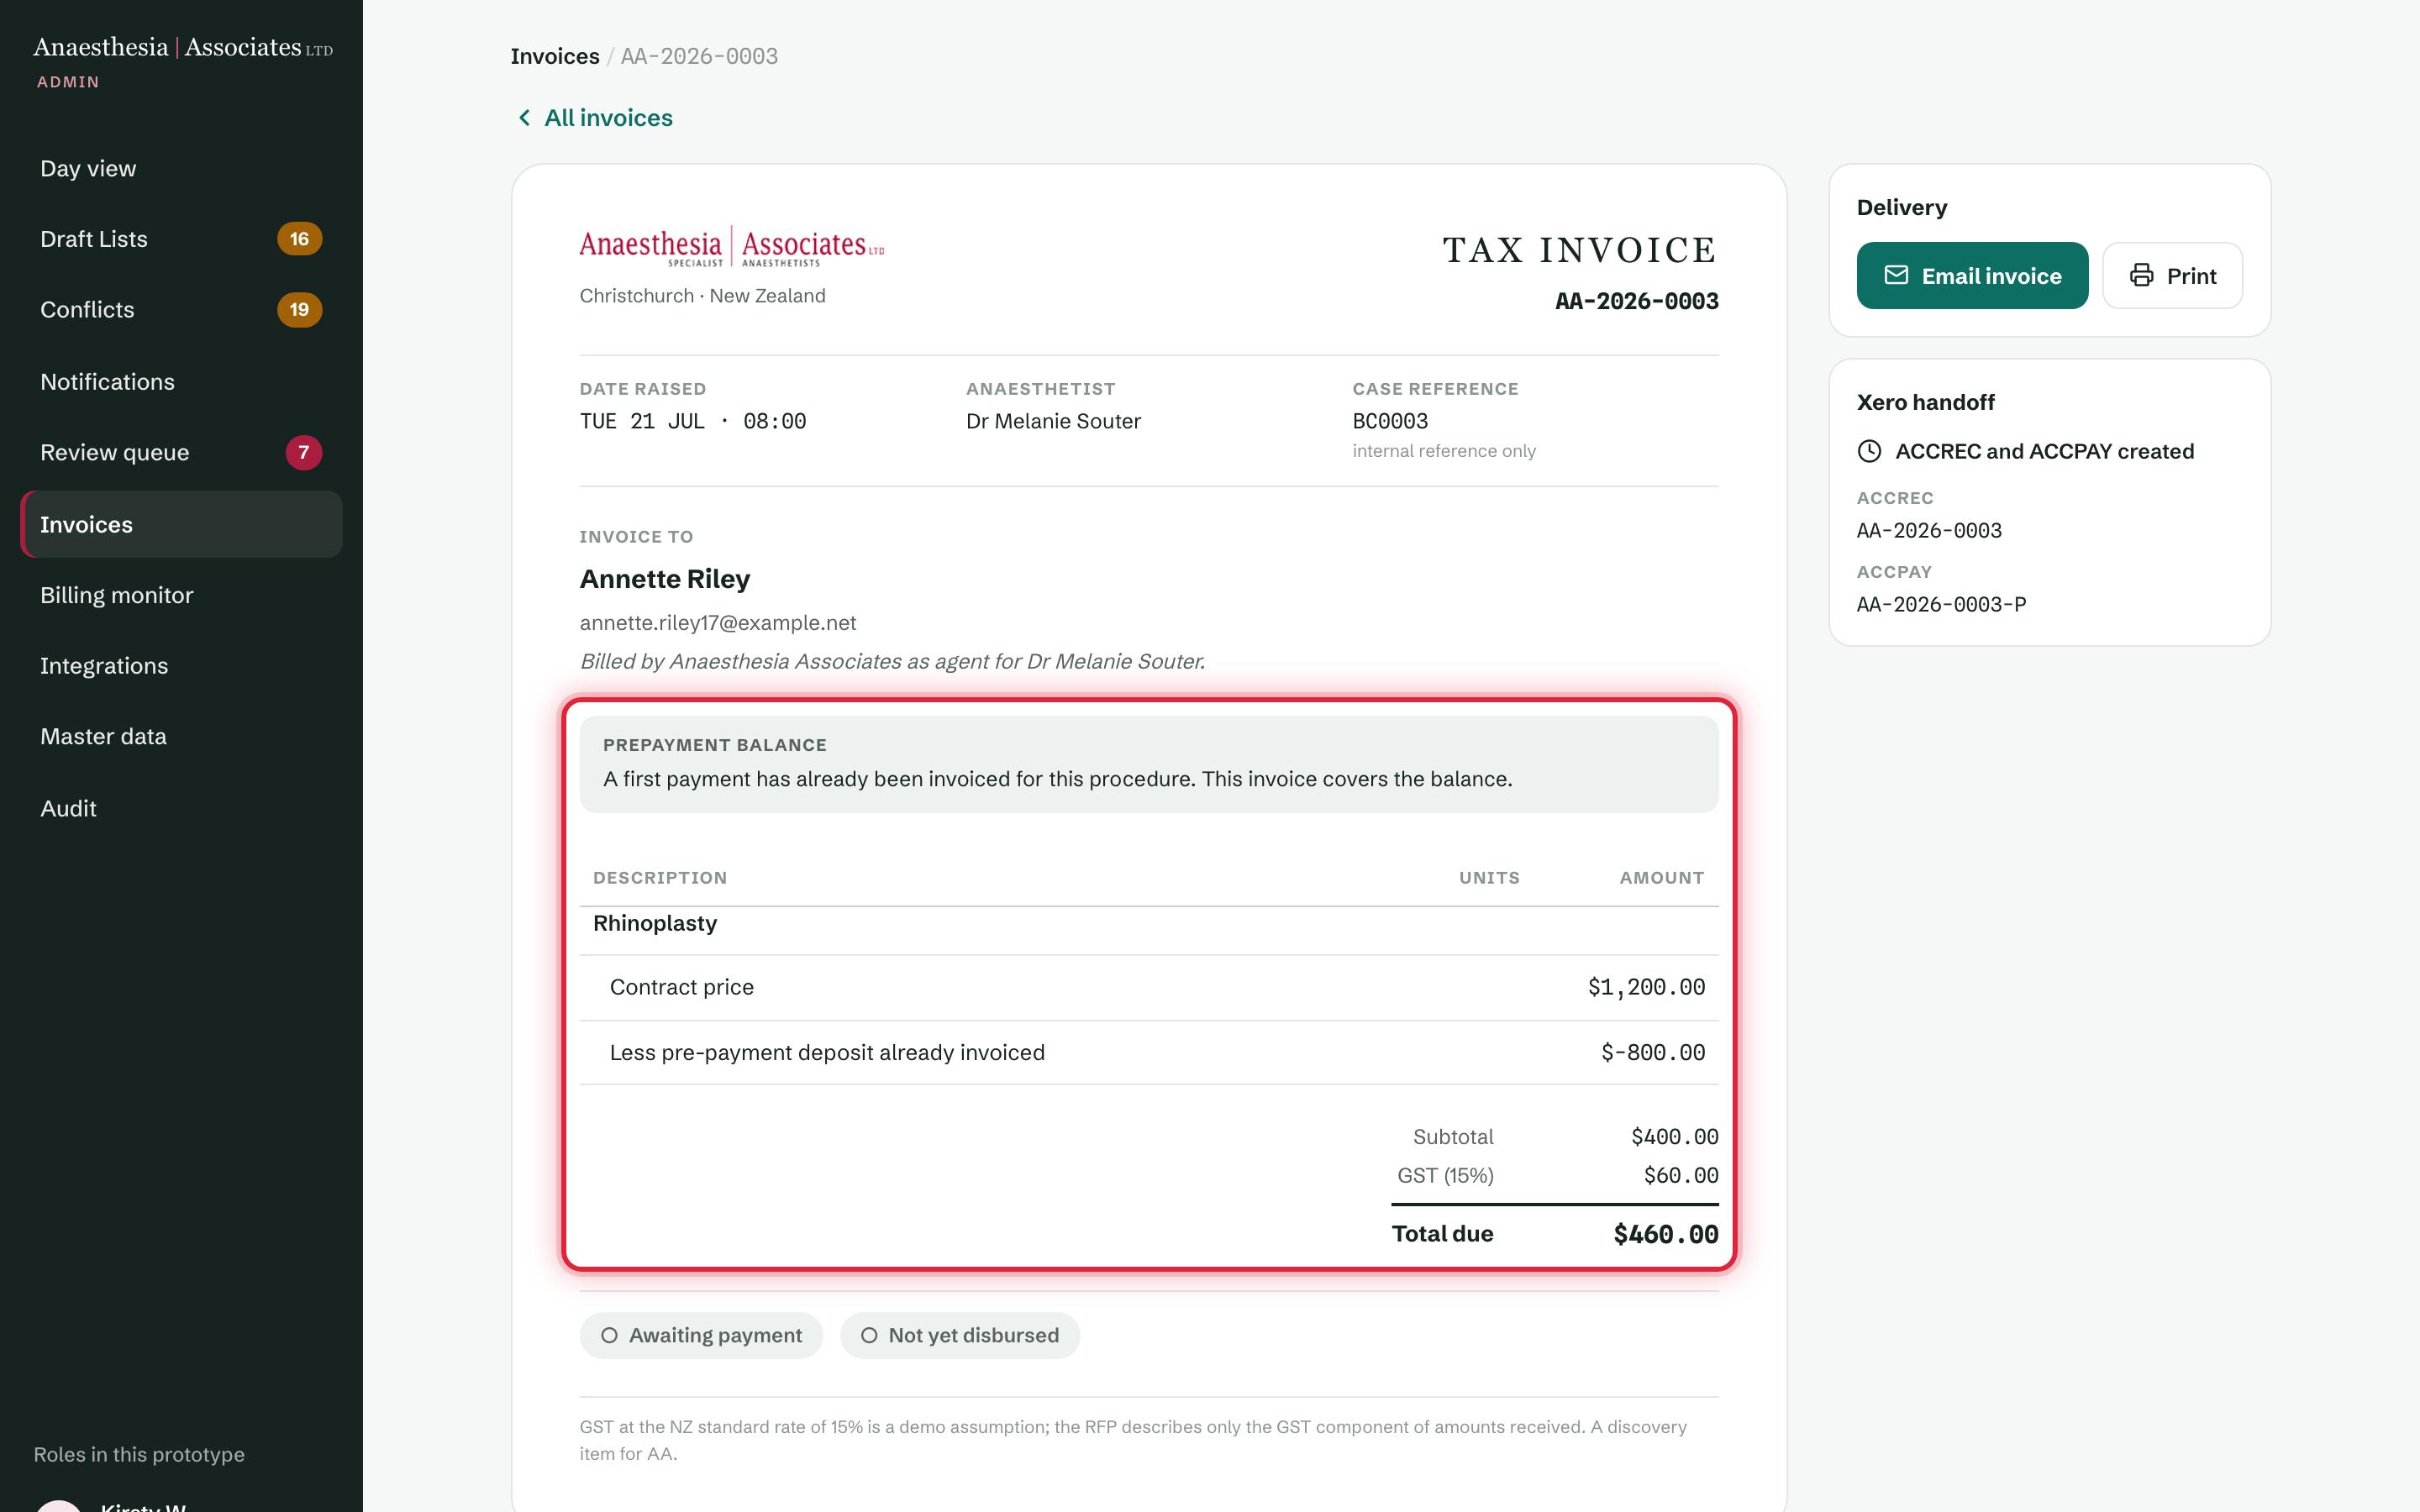 Anaesthesia | Associates LTD
ADMIN
Day view
Draft Lists 16
Conflicts 19
Notifications
Review queue 7
Invoices
Billing monitor
Integrations
Master data
Audit
Roles in this prototype
Kirsty W
Invoices / AA-2026-0003
All invoices
Anaesthesia | Associates LTD
SPECIALIST ANAESTHETISTS
Christchurch · New Zealand
TAX INVOICE
AA-2026-0003
DATE RAISED
TUE 21 JUL · 08:00
ANAESTHETIST
Dr Melanie Souter
CASE REFERENCE
BC0003
internal reference only
INVOICE TO
Annette Riley
annette.riley17@example.net
Billed by Anaesthesia Associates as agent for Dr Melanie Souter.
PREPAYMENT BALANCE
A first payment has already been invoiced for this procedure. This invoice covers the balance.
DESCRIPTION UNITS AMOUNT
Rhinoplasty
Contract price $1,200.00
Less pre-payment deposit already invoiced $-800.00
Subtotal $400.00
GST (15%) $60.00
Total due $460.00
Awaiting payment
Not yet disbursed
GST at the NZ standard rate of 15% is a demo assumption; the RFP describes only the GST component of amounts received. A discovery
item for AA.
Delivery
Email invoice
Print
Xero handoff
ACCREC and ACCPAY created
ACCREC
AA-2026-0003
ACCPAY
AA-2026-0003-P